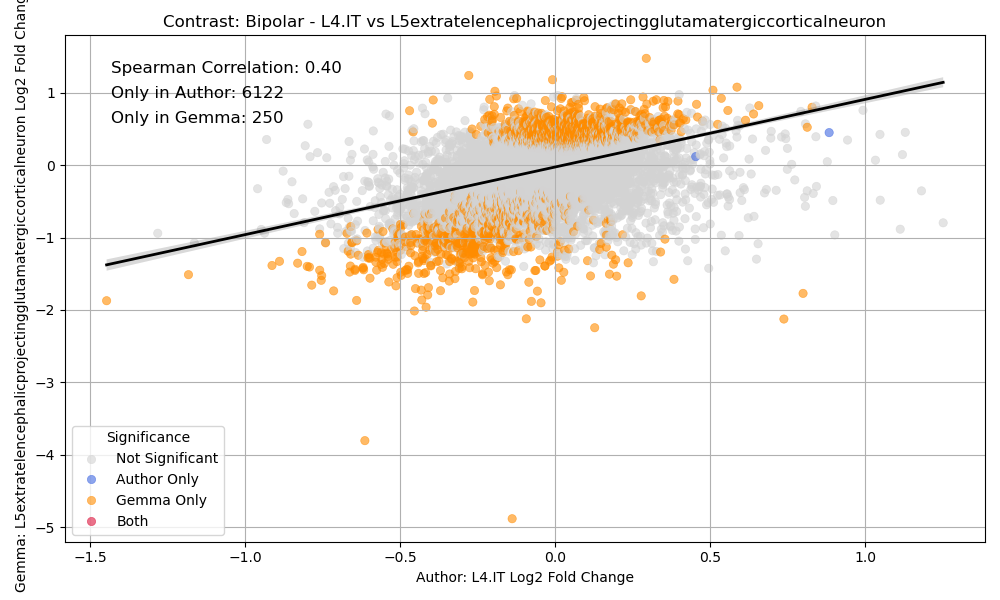 Contrast: Bipolar - L4.IT vs L5extratelencephalicprojectingglutamatergiccorticalneuron
Gemma: L5extratelencephalicprojectingglutamatergiccorticalneuron Log2 Fold Change
Spearman Correlation: 0.40
Only in Author: 6122
Only in Gemma: 250
1
0
−1
−2
−3
−4
−5
Significance
Not Significant
Author Only
Gemma Only
Both
−1.5
−1.0
−0.5
0.0
0.5
1.0
Author: L4.IT Log2 Fold Change